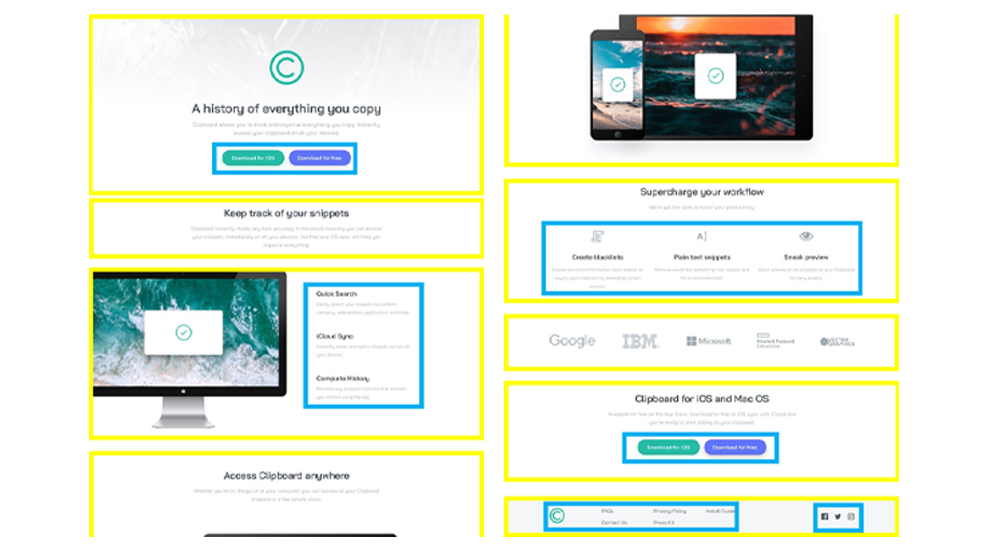 A history of everything you copy
Clipboard allows you to track and organize everything you copy. Instantly
access your clipboard on all your devices.
Download for iOS
Download for Mac
Keep track of your snippets
Clipboard instantly stores any item you copy in the cloud, meaning you can access
your snippets immediately on all your devices. Our Mac and iOS apps will help you
organize everything.
Quick Search
Easily search your snippets by content,
category, web address, application, and more.
iCloud Sync
Instantly saves and syncs snippets across all
your devices.
Complete History
Retrieve any snippets from the first moment
you started using the app.
Access Clipboard anywhere
Whether you're on the go, or at your computer, you can access all your Clipboard
snippets in a few simple clicks.
Supercharge your workflow
We've got the tools to boost your productivity.
Create blacklists
Plain text snippets
Sneak preview
Google
IBM
Microsoft
Hewlett Packard
Enterprise
VECTOR
GRAPHICS
Clipboard for iOS and Mac OS
Available for free on the App Store. Download for Mac or iOS, sync with iCloud and
you're ready to start adding to your clipboard.
Download for iOS
Download for Mac
FAQs
Privacy Policy
Install Guide
Contact Us
Press Kit